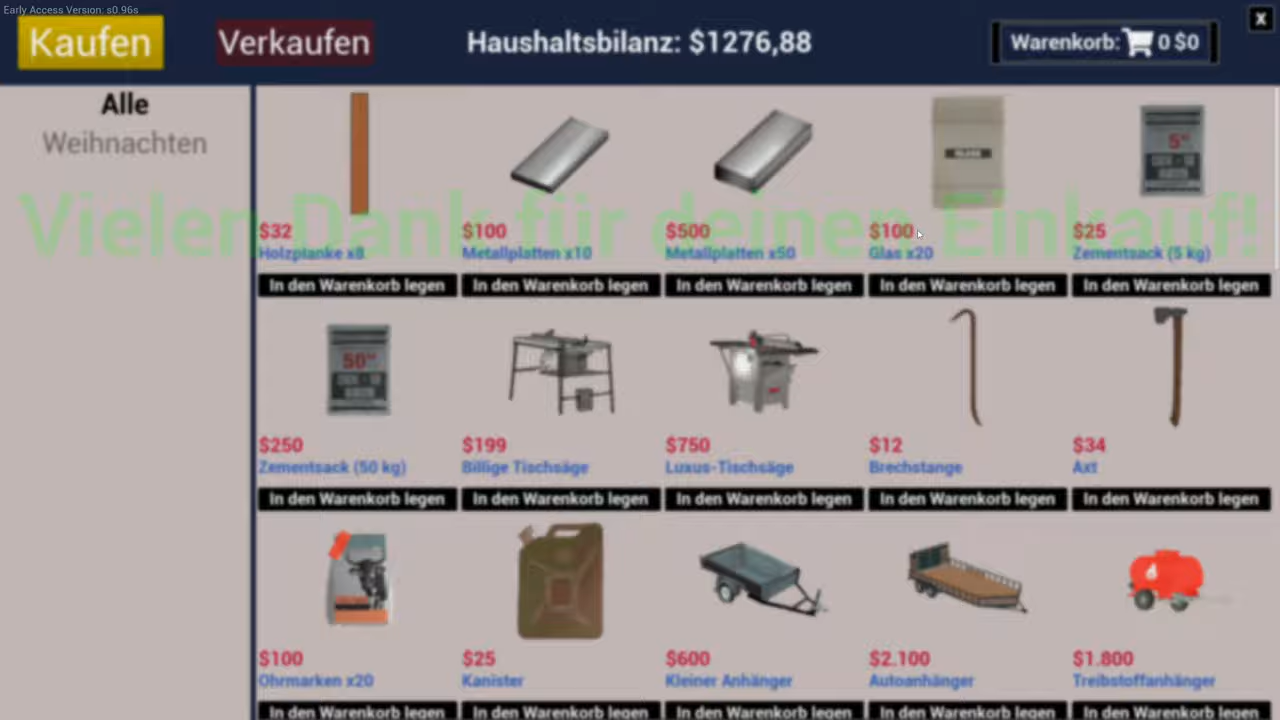 Early Access Version: s0.96s
Kaufen
Verkaufen
Haushaltsbilanz: $1276,88
Warenkorb: 0 $0
X
Alle
Weihnachten
Vielen Dank für deinen Einkauf!
$32 $100 $500 $100 $25
Holzplanke x8 Metallplatten x10 Metallplatten x50 Glas x20 Zementsack (5 kg)
In den Warenkorb legen In den Warenkorb legen In den Warenkorb legen In den Warenkorb legen In den Warenkorb legen
5"
50"
$250 $199 $750 $12 $34
Zementsack (50 kg) Billige Tischsäge Luxus-Tischsäge Brechstange Axt
In den Warenkorb legen In den Warenkorb legen In den Warenkorb legen In den Warenkorb legen In den Warenkorb legen
$100 $25 $600 $2.100 $1.800
Ohrmarken x20 Kanister Kleiner Anhänger Autoanhänger Treibstoffanhänger
In den Warenkorb legen In den Warenkorb legen In den Warenkorb legen In den Warenkorb legen In den Warenkorb legen